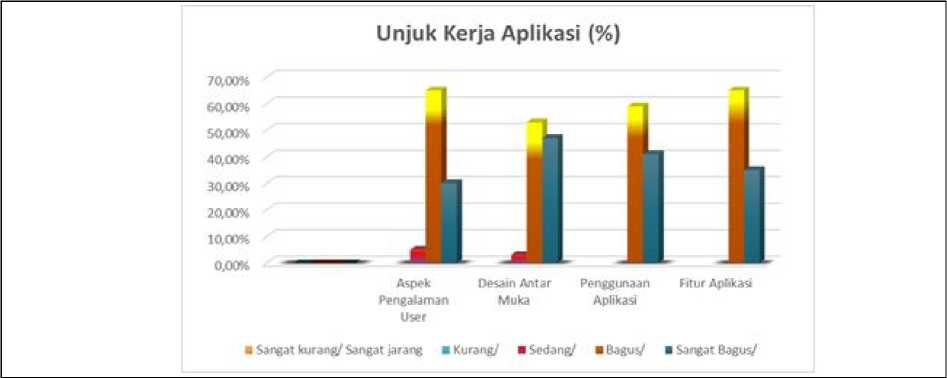 Unjuk Kerja Aplikasi (%)
70,00%
60,00%
50,00%
40,00%
30,00%
20,00%
10,00%
0,00%
Aspek
Pengalaman
User
Desain Antar
Muka
Penggunaan
Aplikasi
Fitur Aplikasi
Sangat kurang/ Sangat jarang Kurang/ Sedang/ Bagus/ Sangat Bagus/